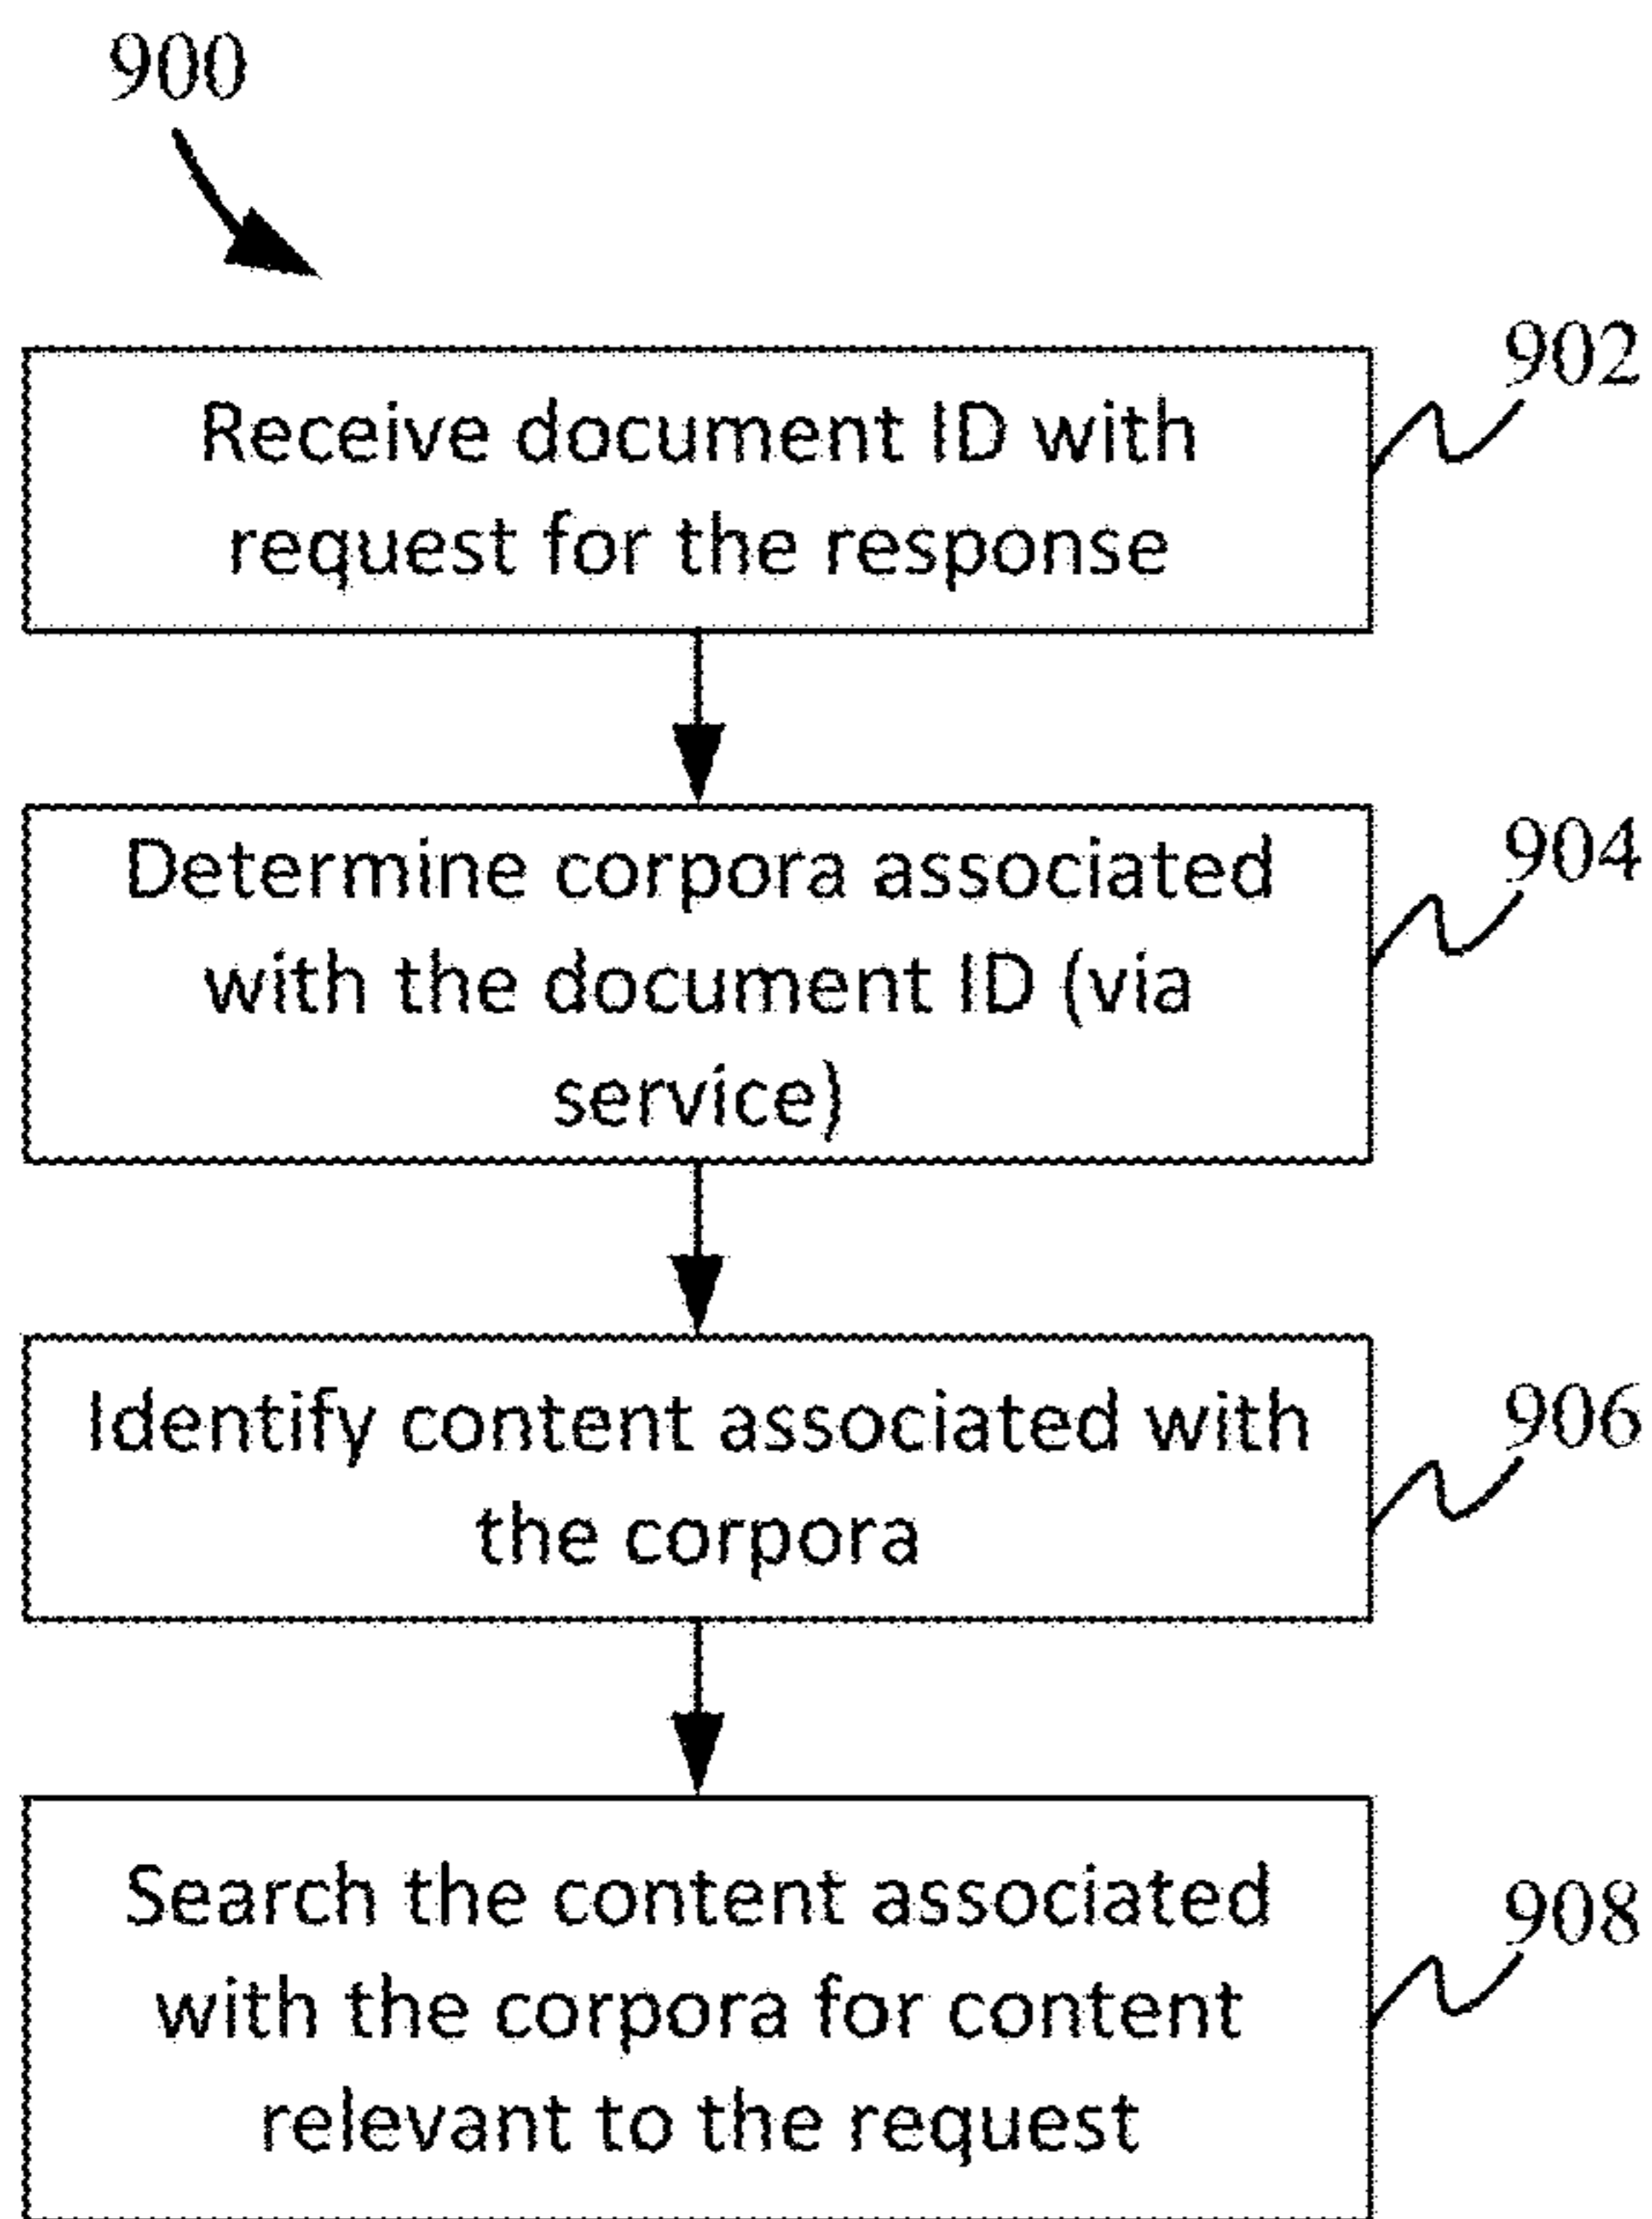 900
902
Receive document ID with
request for the response
904
Determine corpora associated
with the document ID (via
service)
906
Identify content associated with
the corpora
908
Search the content associated
with the corpora for content
relevant to the request